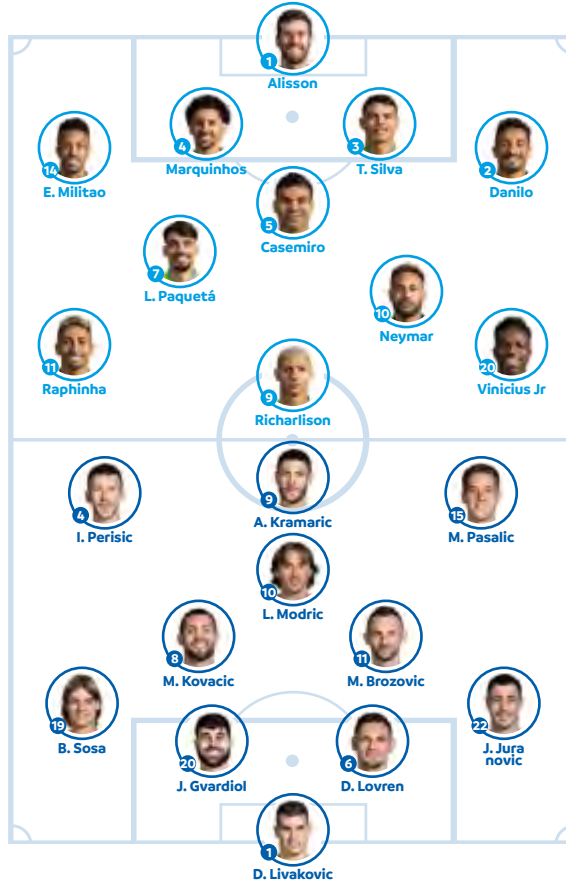 1
Alisson
4
Marquinhos
3
T. Silva
14
E. Militao
2
Danilo
5
Casemiro
7
L. Paquetá
10
Neymar
11
Raphinha
20
Vinicius Jr
9
Richarlison
4
I. Perisic
9
A. Kramaric
15
M. Pasalic
10
L. Modric
8
M. Kovacic
11
M. Brozovic
19
B. Sosa
22
J. Jura
novic
20
J. Gvardiol
6
D. Lovren
1
D. Livakovic